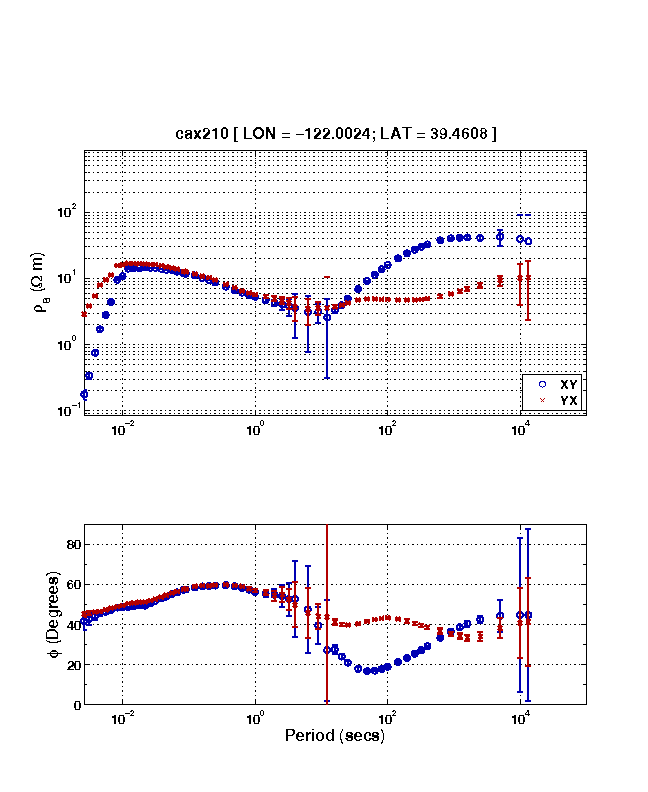 cax210 [ LON = −122.0024; LAT = 39.4608 ]
ρa (Ω m)
10²
10¹
10⁰
10⁻¹
10⁻² 10⁰ 10² 10⁴
XY
YX
φ (Degrees)
80
60
40
20
0
10⁻² 10⁰ 10² 10⁴
Period (secs)